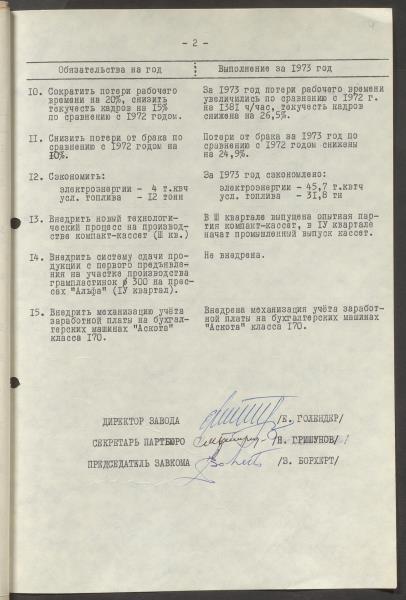 - 2 -
Обязательства на год
Выполнение за 1973 год
10. Сократить потери рабочего
времени на 20%, снизить
текучесть кадров на 15%
по сравнению с 1972 годом.
За 1973 год потери рабочего времени
увеличились по сравнению с 1972 г.
на 1381 ч/час, текучесть кадров
снижена на 26,5%.
11. Снизить потери от брака по
сравнению с 1972 годом на
10%.
Потери от брака за 1973 год по
сравнению с 1972 годом снижены
на 24,9%.
12. Сэкономить:
электроэнергии - 4 т.квч
усл. топлива - 12 тонн
За 1973 год сэкономлено:
электроэнергии - 45,7 т.квтч
усл. топлива - 31,8 тн
13. Внедрить новый технологи-
ческий процесс на производ-
стве компакт-кассет (Ш кв.)
В Ш квартале выпущена опытная пар-
тия компакт-кассет, в IУ квартале
начат промышленный выпуск кассет.
14. Внедрить систему сдачи про-
дукции с первого предъявле-
ния на участке производства
грампластинок ø 300 на прес-
сах "Альфа" (IУ квартал).
Не внедрена.
15. Внедрить механизацию учёта
заработной платы на бухгал-
терских машинах "Аскота"
класса 170.
Внедрена механизация учёта заработ-
ной платы на бухгалтерских машинах
"Аскота" класса 170.
ДИРЕКТОР ЗАВОДА /Е. ГОЛЕНДЕР/
СЕКРЕТАРЬ ПАРТБЮРО /Н. ГРИШУНОВ/
ПРЕДСЕДАТЕЛЬ ЗАВКОМА /З. БОРХЕРТ/